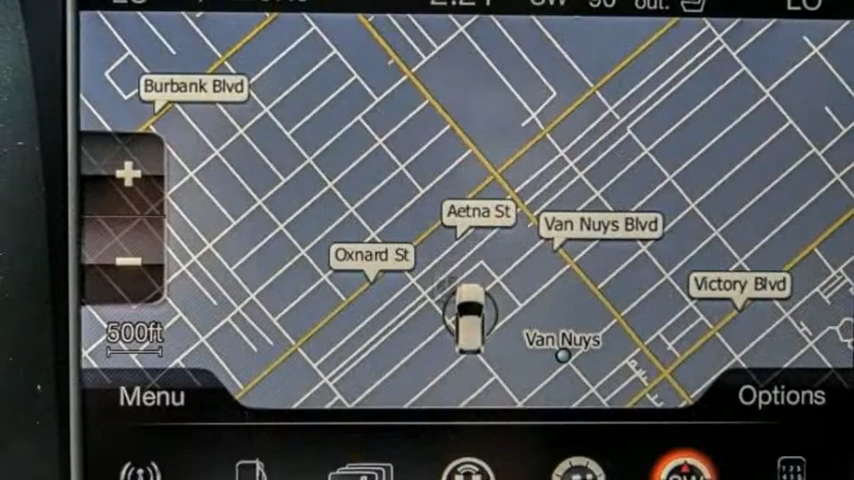 Burbank Blvd
Aetna St
Van Nuys Blvd
Oxnard St
Victory Blvd
500ft
Van Nuys
Menu
Options